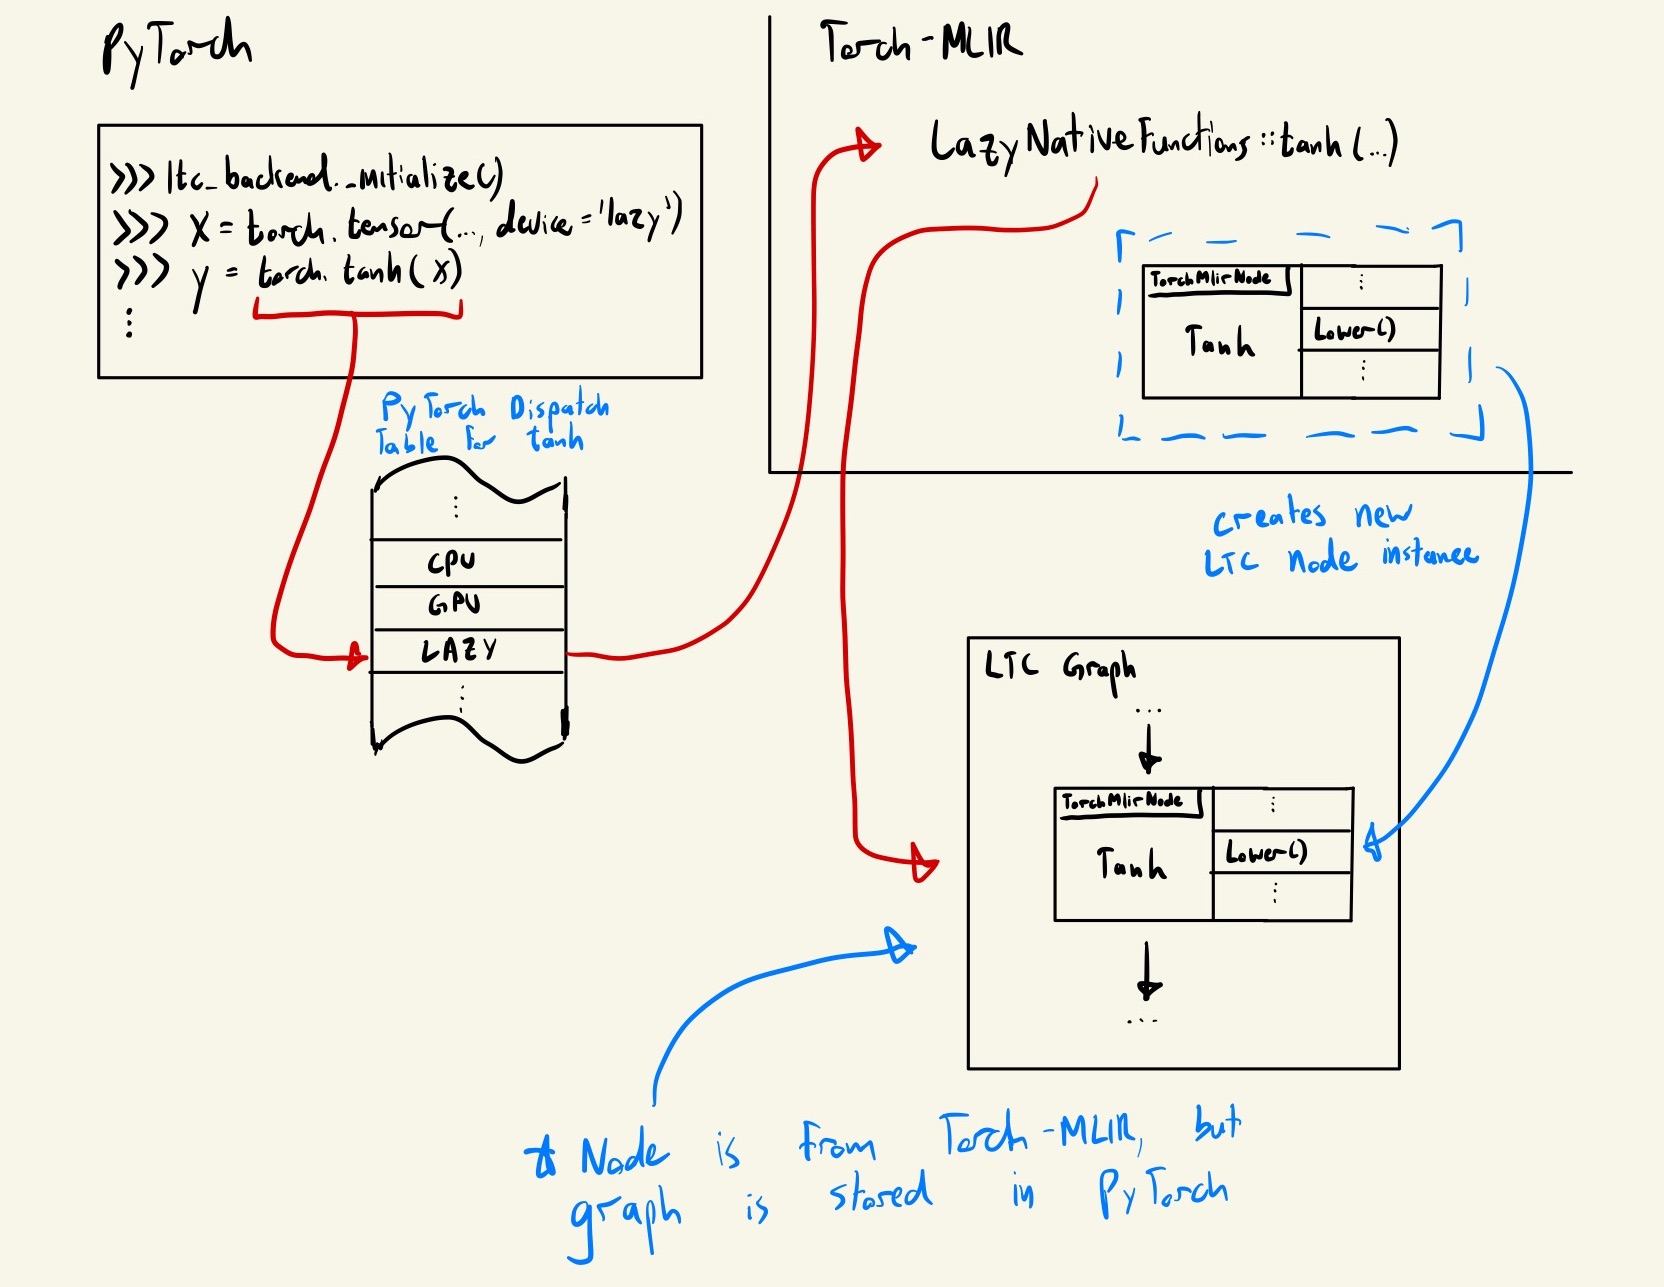 PyTorch
>>> ltc_backend._initialize()
>>> X = torch.tensor(..., device='lazy')
>>> y = torch.tanh(x)
⋮
PyTorch Dispatch
Table for tanh
⋮
CPU
GPU
LAZY
⋮
Torch-MLIR
LazyNativeFunctions::tanh(...)
TorchMlirNode
Tanh
⋮
Lower()
⋮
creates new
LTC Node instance
LTC Graph
...
TorchMlirNode
Tanh
⋮
Lower()
⋮
...
* Node is from Torch-MLIR, but
graph is stored in PyTorch